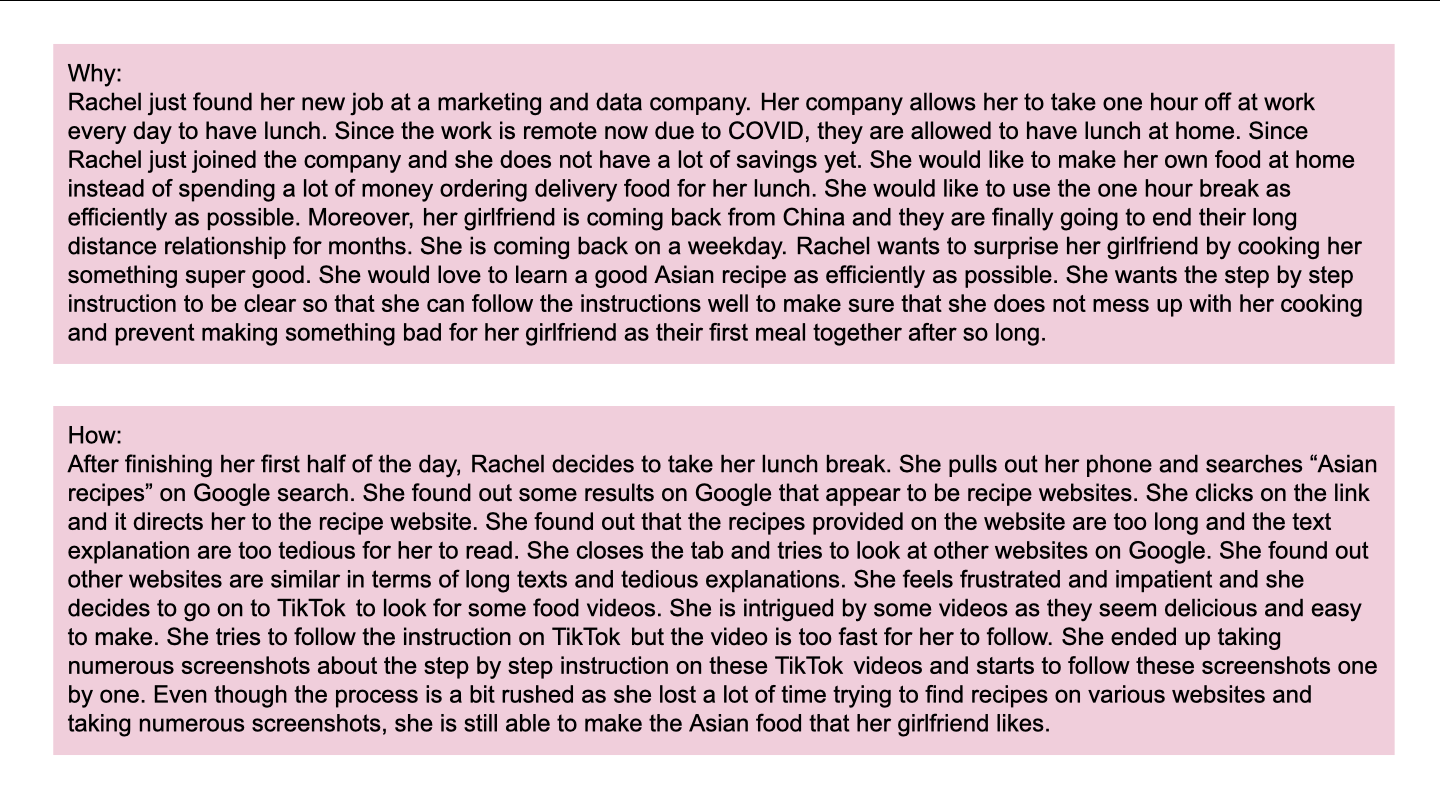 Why:
Rachel just found her new job at a marketing and data company. Her company allows her to take one hour off at work
every day to have lunch. Since the work is remote now due to COVID, they are allowed to have lunch at home. Since
Rachel just joined the company and she does not have a lot of savings yet. She would like to make her own food at home
instead of spending a lot of money ordering delivery food for her lunch. She would like to use the one hour break as
efficiently as possible. Moreover, her girlfriend is coming back from China and they are finally going to end their long
distance relationship for months. She is coming back on a weekday. Rachel wants to surprise her girlfriend by cooking her
something super good. She would love to learn a good Asian recipe as efficiently as possible. She wants the step by step
instruction to be clear so that she can follow the instructions well to make sure that she does not mess up with her cooking
and prevent making something bad for her girlfriend as their first meal together after so long.
How:
After finishing her first half of the day, Rachel decides to take her lunch break. She pulls out her phone and searches “Asian
recipes” on Google search. She found out some results on Google that appear to be recipe websites. She clicks on the link
and it directs her to the recipe website. She found out that the recipes provided on the website are too long and the text
explanation are too tedious for her to read. She closes the tab and tries to look at other websites on Google. She found out
other websites are similar in terms of long texts and tedious explanations. She feels frustrated and impatient and she
decides to go on to TikTok to look for some food videos. She is intrigued by some videos as they seem delicious and easy
to make. She tries to follow the instruction on TikTok but the video is too fast for her to follow. She ended up taking
numerous screenshots about the step by step instruction on these TikTok videos and starts to follow these screenshots one
by one. Even though the process is a bit rushed as she lost a lot of time trying to find recipes on various websites and
taking numerous screenshots, she is still able to make the Asian food that her girlfriend likes.